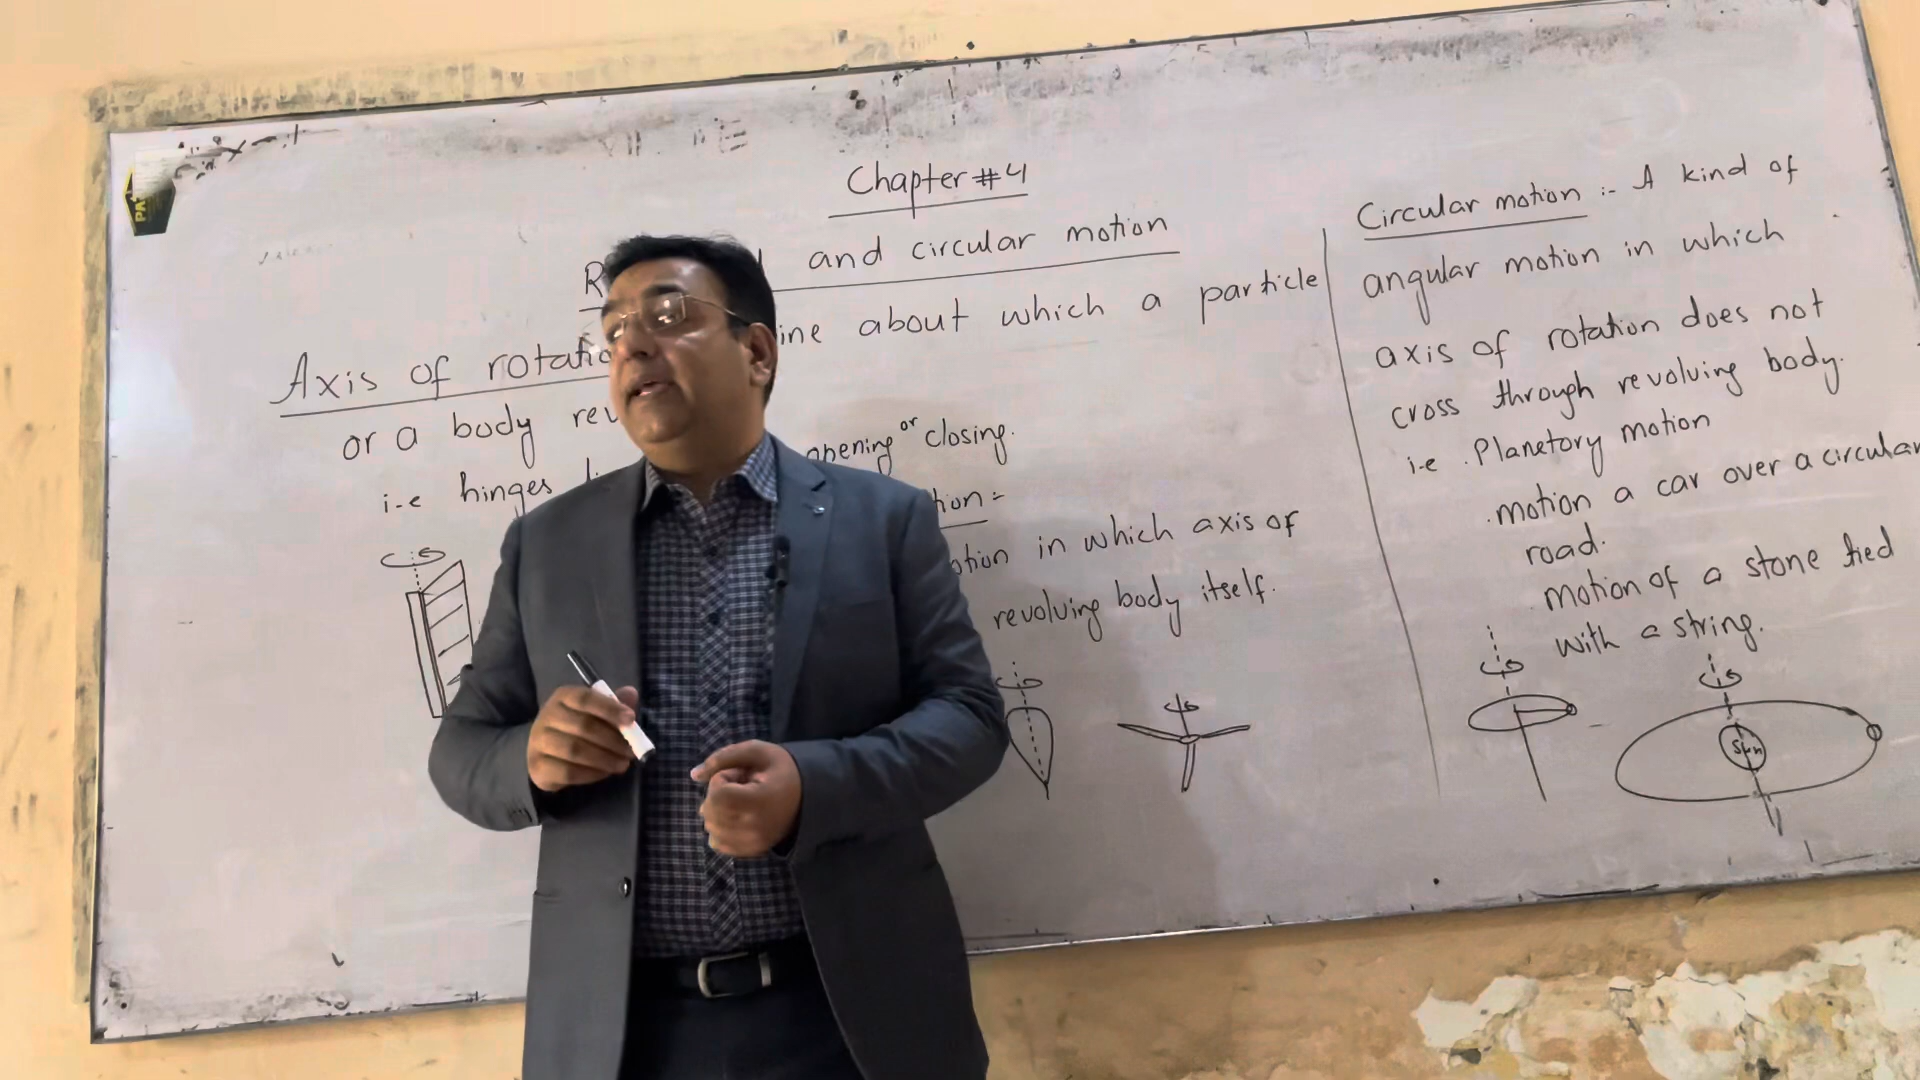 Chapter #4
and circular motion
Axis of rotatio
ine about which a particle
or a body rev
i-e hinges
opening or closing.
tion :-
otion in which axis of
revolving body itself.
Circular motion :- A kind of
angular motion in which
axis of rotation does not
cross through revolving body.
i-e . Planetory motion
. motion a car over a circular
road.
. motion of a stone tied
with a string.
Sun